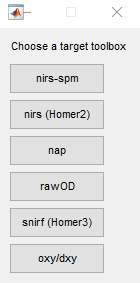 Choose a target toolbox
nirs-spm
nirs (Homer2)
nap
rawOD
snirf (Homer3)
oxy/dxy